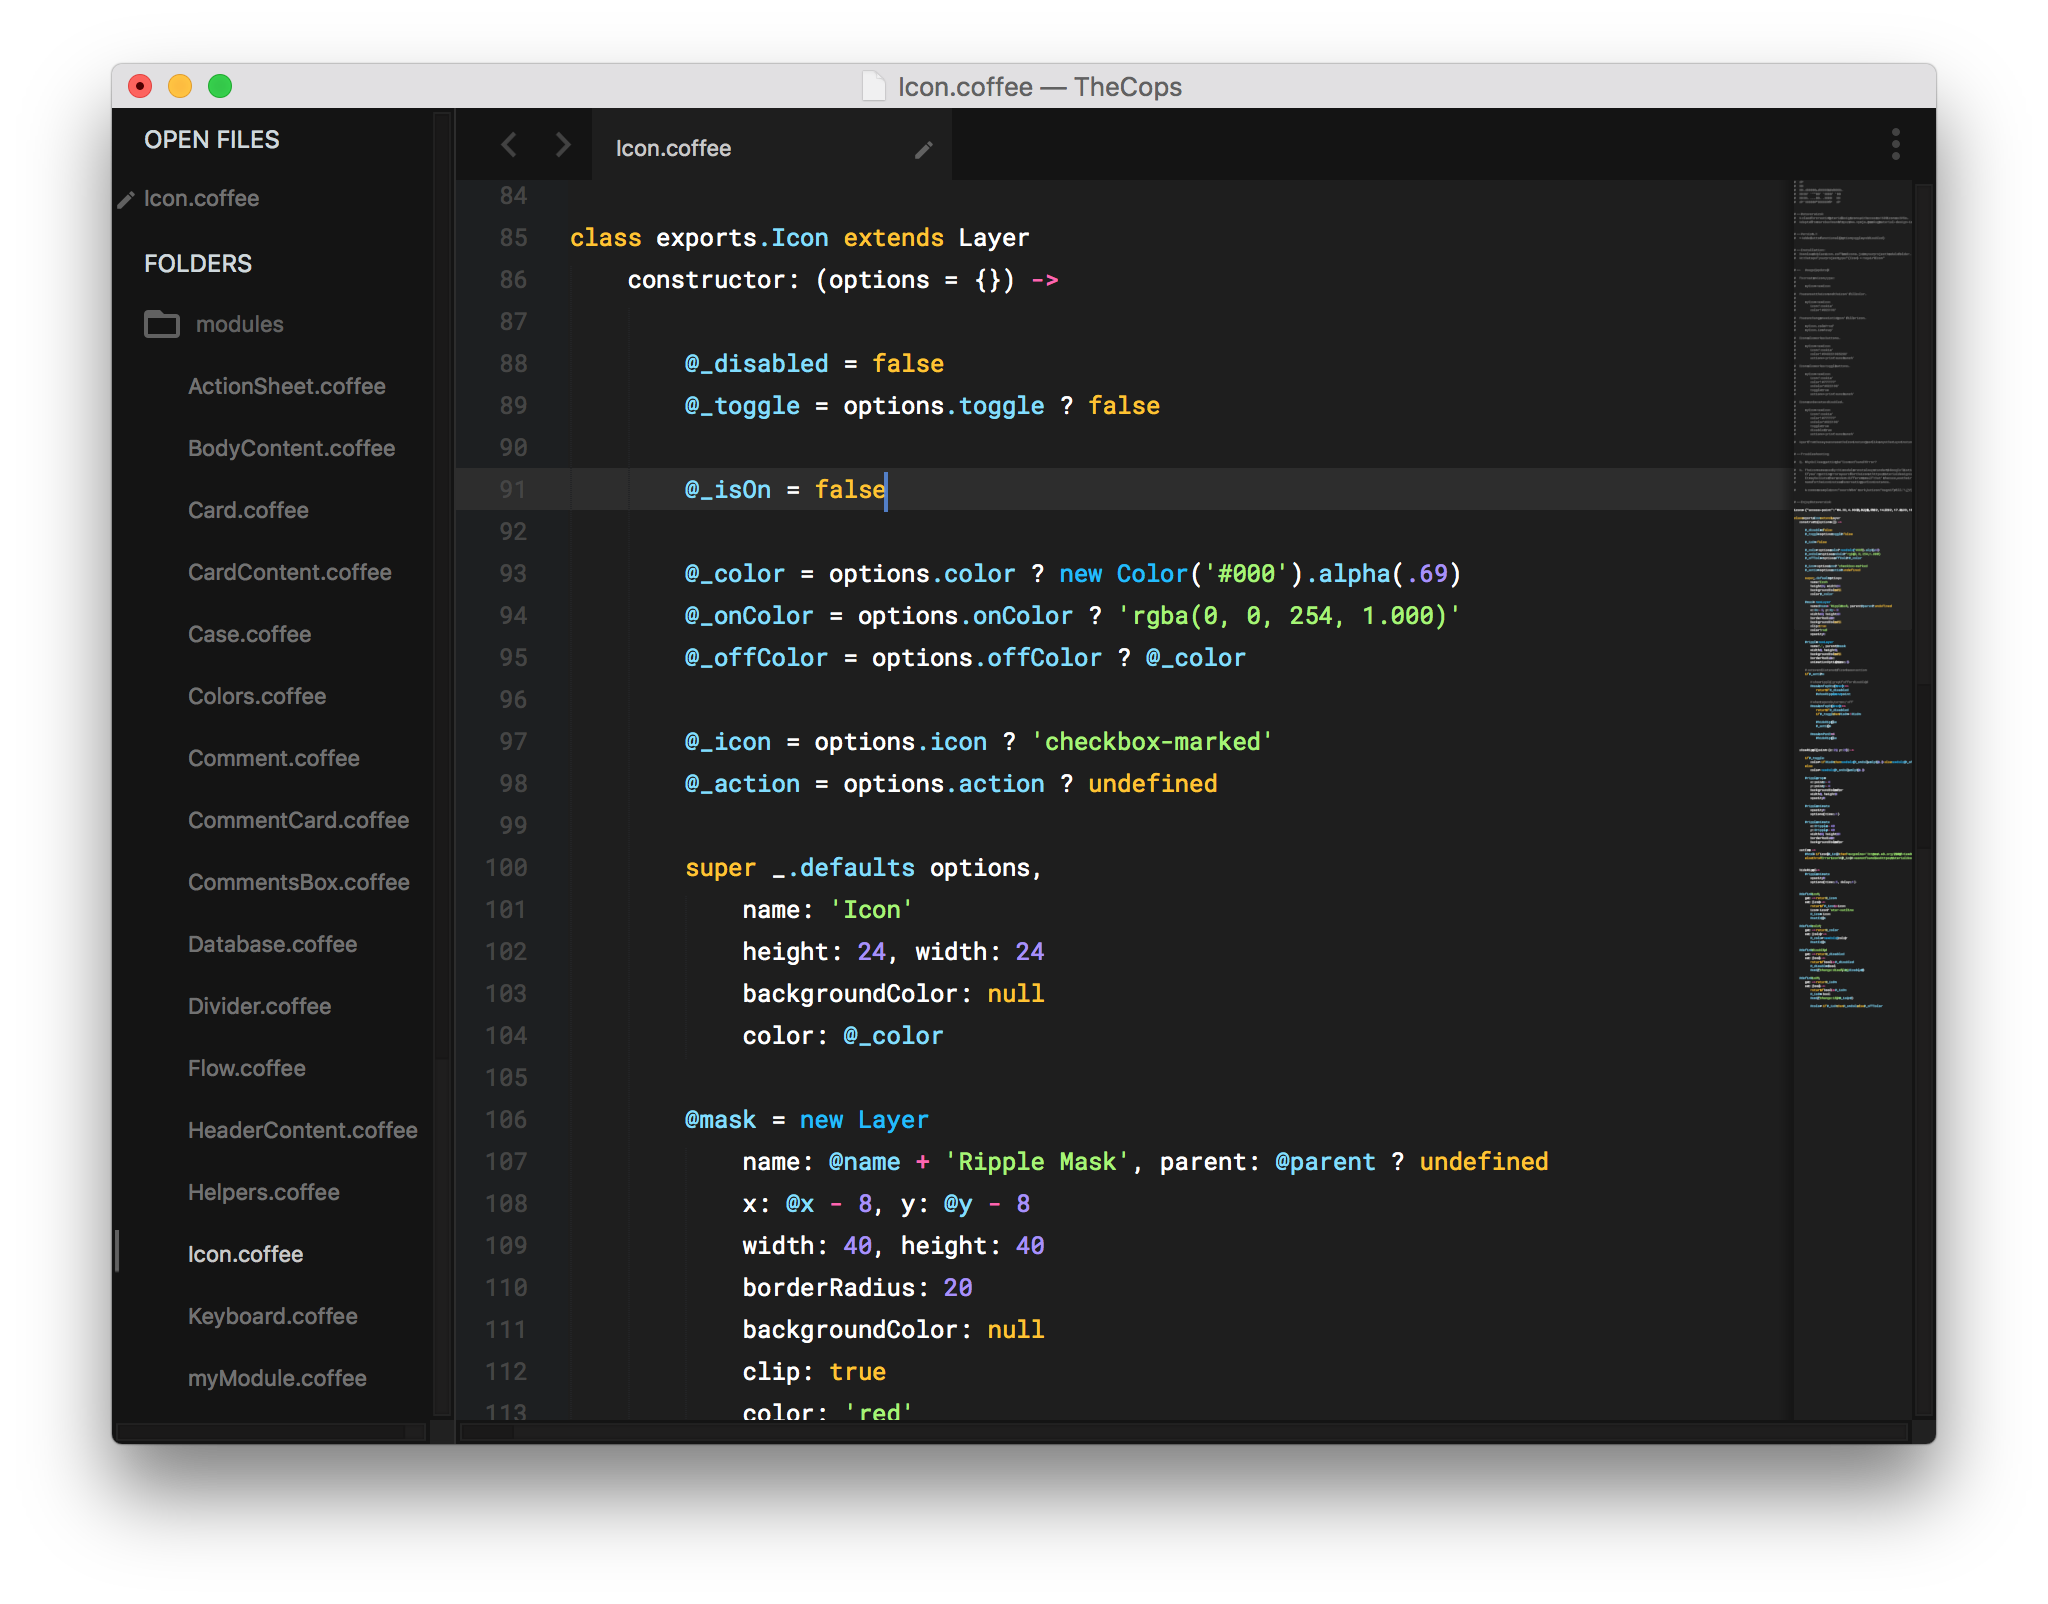 Icon.coffee — TheCops
OPEN FILES
Icon.coffee
FOLDERS
modules
ActionSheet.coffee
BodyContent.coffee
Card.coffee
CardContent.coffee
Case.coffee
Colors.coffee
Comment.coffee
CommentCard.coffee
CommentsBox.coffee
Database.coffee
Divider.coffee
Flow.coffee
HeaderContent.coffee
Helpers.coffee
Icon.coffee
Keyboard.coffee
myModule.coffee
Icon.coffee
84
85 class exports.Icon extends Layer
86 constructor: (options = {}) ->
87
88 @_disabled = false
89 @_toggle = options.toggle ? false
90
91 @_isOn = false
92
93 @_color = options.color ? new Color('#000').alpha(.69)
94 @_onColor = options.onColor ? 'rgba(0, 0, 254, 1.000)'
95 @_offColor = options.offColor ? @_color
96
97 @_icon = options.icon ? 'checkbox-marked'
98 @_action = options.action ? undefined
99
100 super _.defaults options,
101 name: 'Icon'
102 height: 24, width: 24
103 backgroundColor: null
104 color: @_color
105
106 @mask = new Layer
107 name: @name + 'Ripple Mask', parent: @parent ? undefined
108 x: @x - 8, y: @y - 8
109 width: 40, height: 40
110 borderRadius: 20
111 backgroundColor: null
112 clip: true
113 color: 'red'